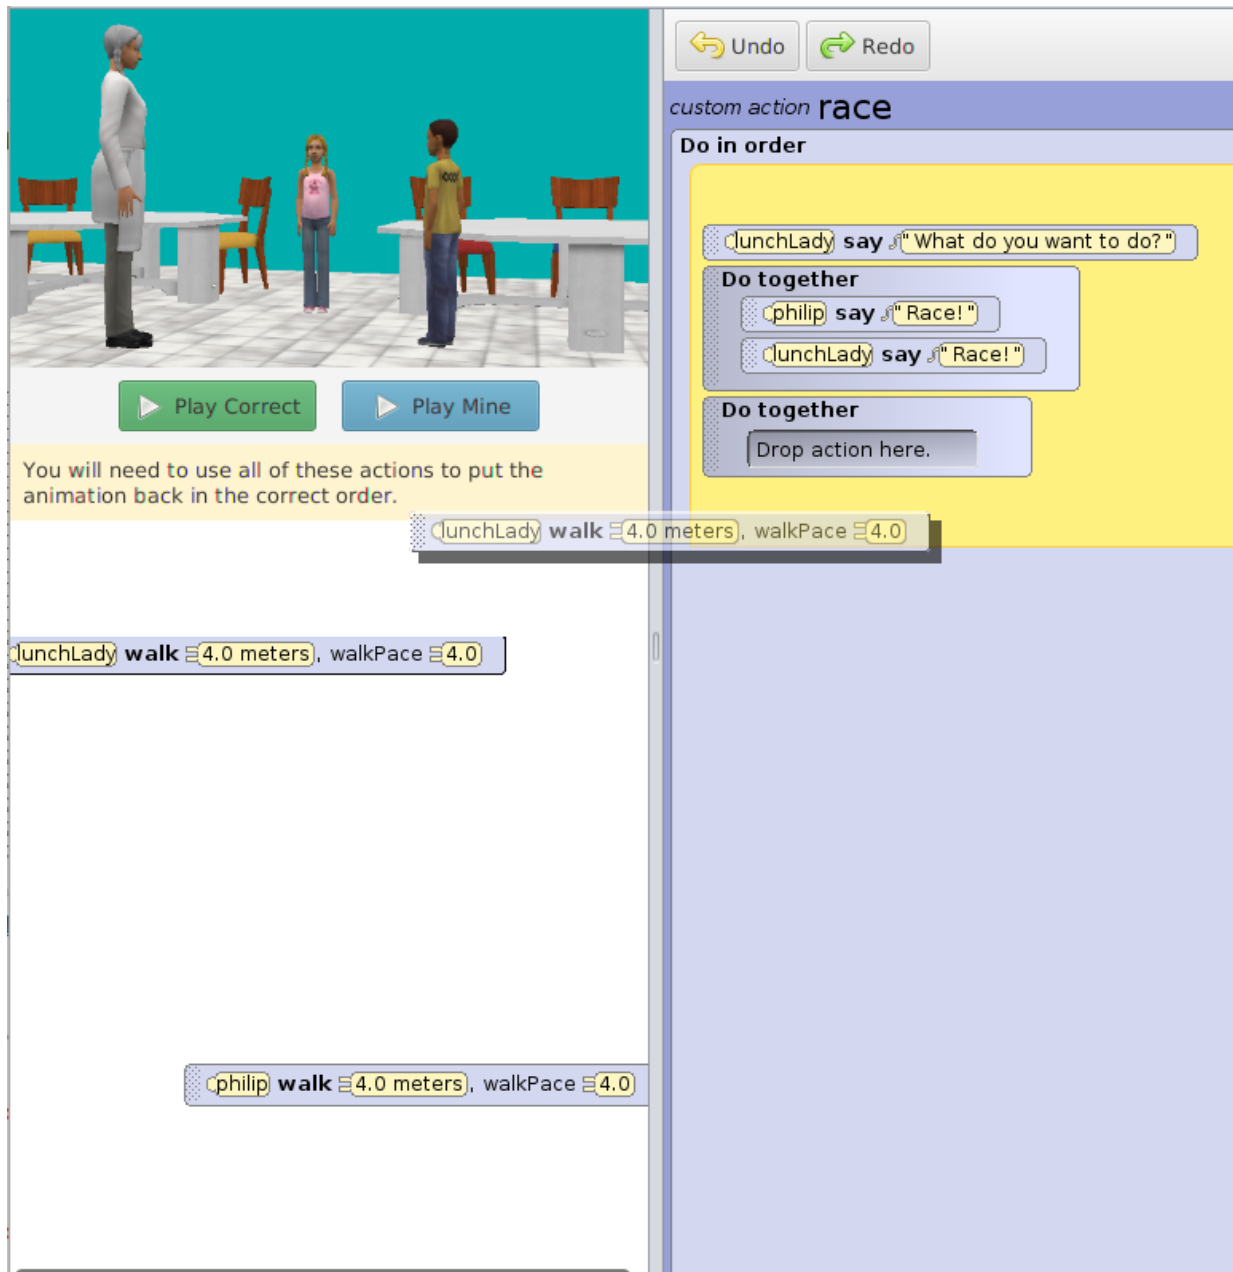 Undo Redo
custom action race
Do in order
lunchLady say "What do you want to do?"
Do together
philip say "Race!"
lunchLady say "Race!"
Do together
Drop action here.
Play Correct Play Mine
You will need to use all of these actions to put the
animation back in the correct order.
lunchLady walk 4.0 meters, walkPace 4.0
lunchLady walk 4.0 meters, walkPace 4.0
philip walk 4.0 meters, walkPace 4.0